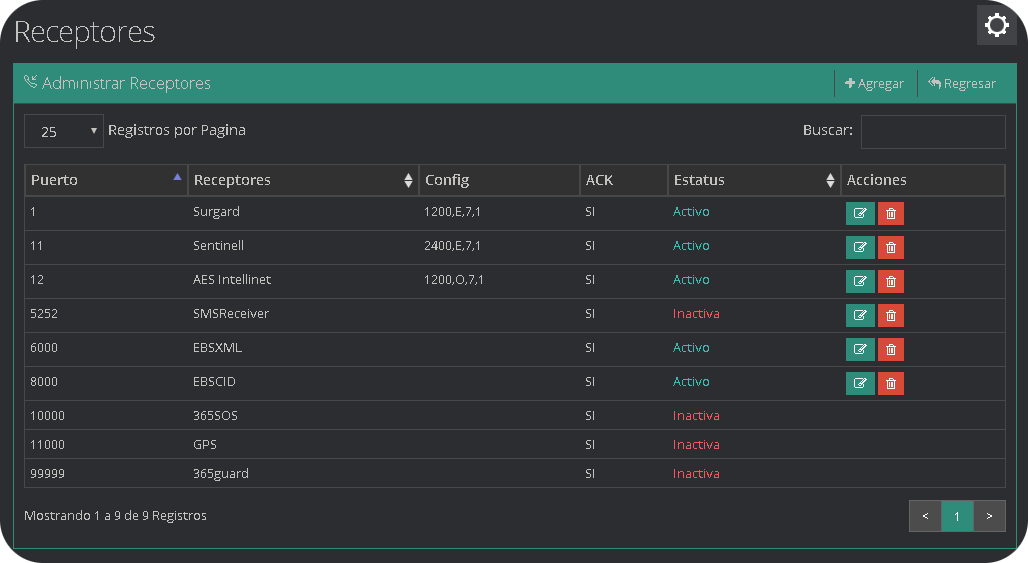 Receptores
Administrar Receptores Agregar Regresar
25 Registros por Pagina Buscar:
Puerto Receptores Config ACK Estatus Acciones
1 Surgard 1200,E,7,1 SI Activo
11 Sentinell 2400,E,7,1 SI Activo
12 AES Intellinet 1200,O,7,1 SI Activo
5252 SMSReceiver SI Inactiva
6000 EBSXML SI Activo
8000 EBSCID SI Activo
10000 365SOS SI Inactiva
11000 GPS SI Inactiva
99999 365guard SI Inactiva
Mostrando 1 a 9 de 9 Registros < 1 >